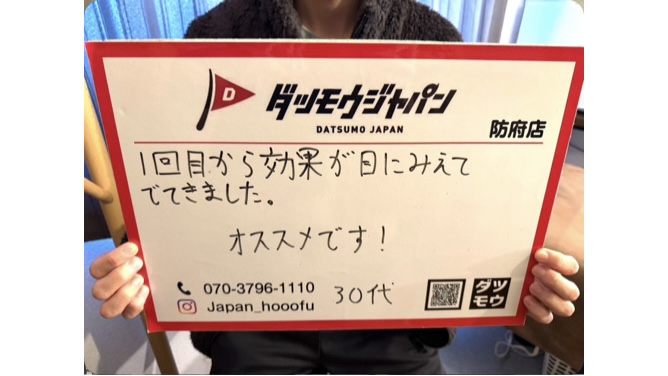 D
ダツモウジャパン
DATSUMO JAPAN
防府店
1回目から効果が目にみえて
でてきました。
オススメです!
070-3796-1110
Japan_hooofu
30代
ダツ
モウ